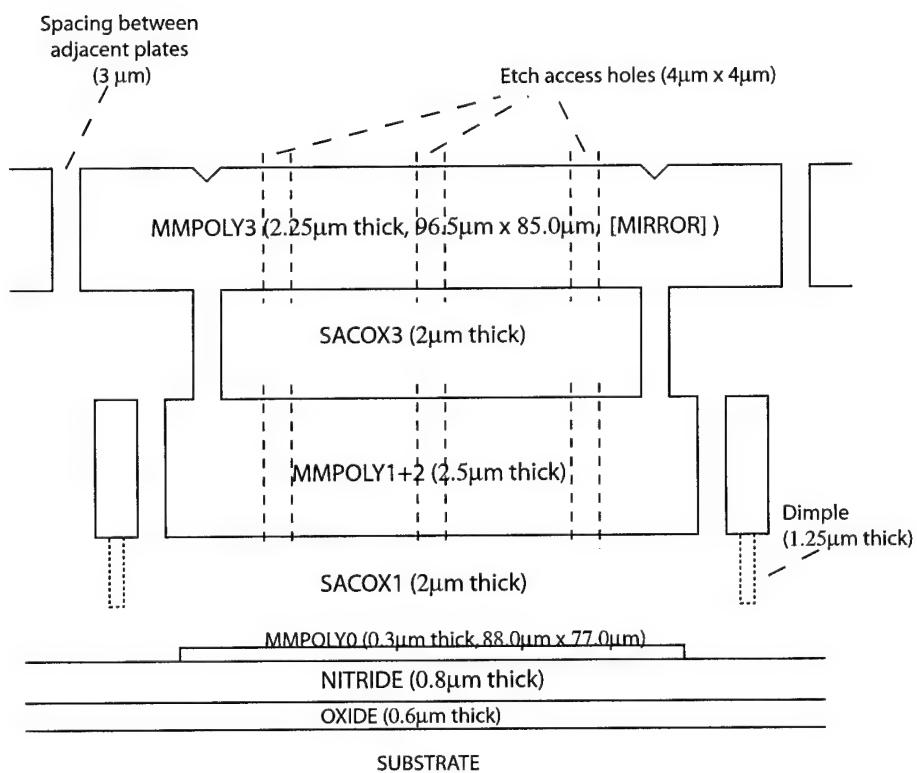 Spacing between
adjacent plates
(3 μm)
Etch access holes (4μm x 4μm)
MMPOLY3 (2.25μm thick, 96.5μm x 85.0μm, [MIRROR] )
SACOX3 (2μm thick)
MMPOLY1+2 (2.5μm thick)
Dimple
(1.25μm thick)
SACOX1 (2μm thick)
MMPOLY0 (0.3μm thick, 88.0μm x 77.0μm)
NITRIDE (0.8μm thick)
OXIDE (0.6μm thick)
SUBSTRATE